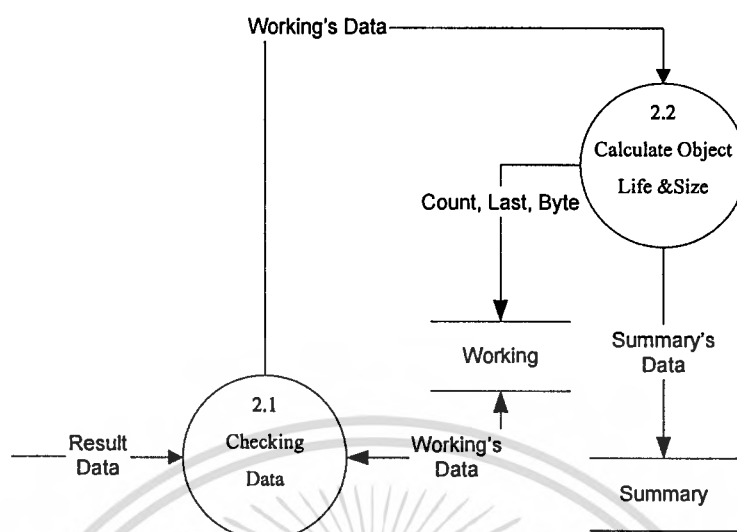 Working's Data
2.2
Calculate Object
Life &Size
Count, Last, Byte
Working
Summary's
Data
2.1
Checking
Data
Result
Data
Working's
Data
Summary